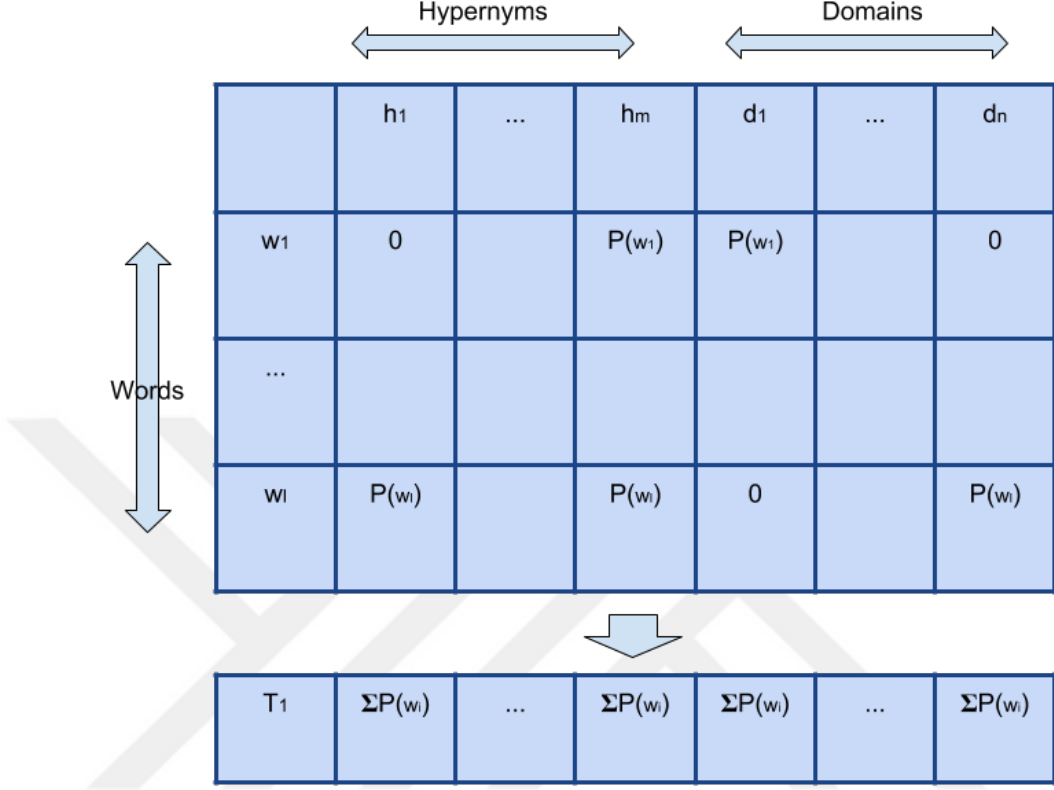 Hypernyms Domains
h1 ... hm d1 ... dn
w1 0 P(w1) P(w1) 0
...
Words
wl P(wl) P(wl) 0 P(wl)
T1 ΣP(wi) ... ΣP(wi) ΣP(wi) ... ΣP(wi)